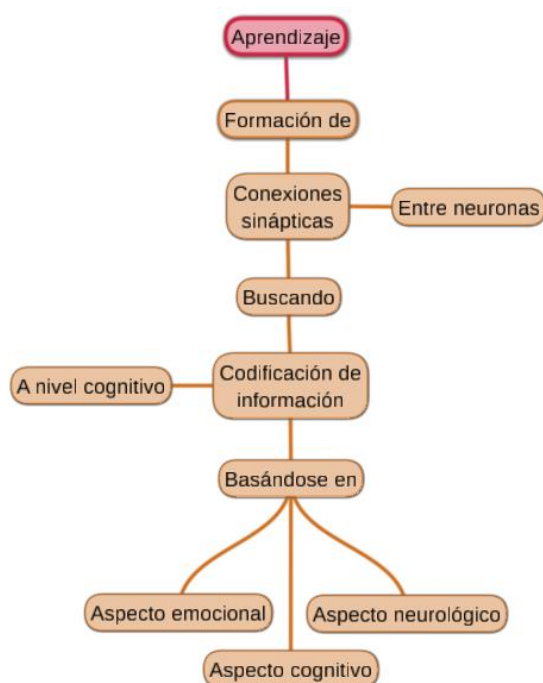 Aprendizaje
Formación de
Conexiones
sinápticas
Entre neuronas
Buscando
A nivel cognitivo
Codificación de
información
Basándose en
Aspecto emocional
Aspecto cognitivo
Aspecto neurológico